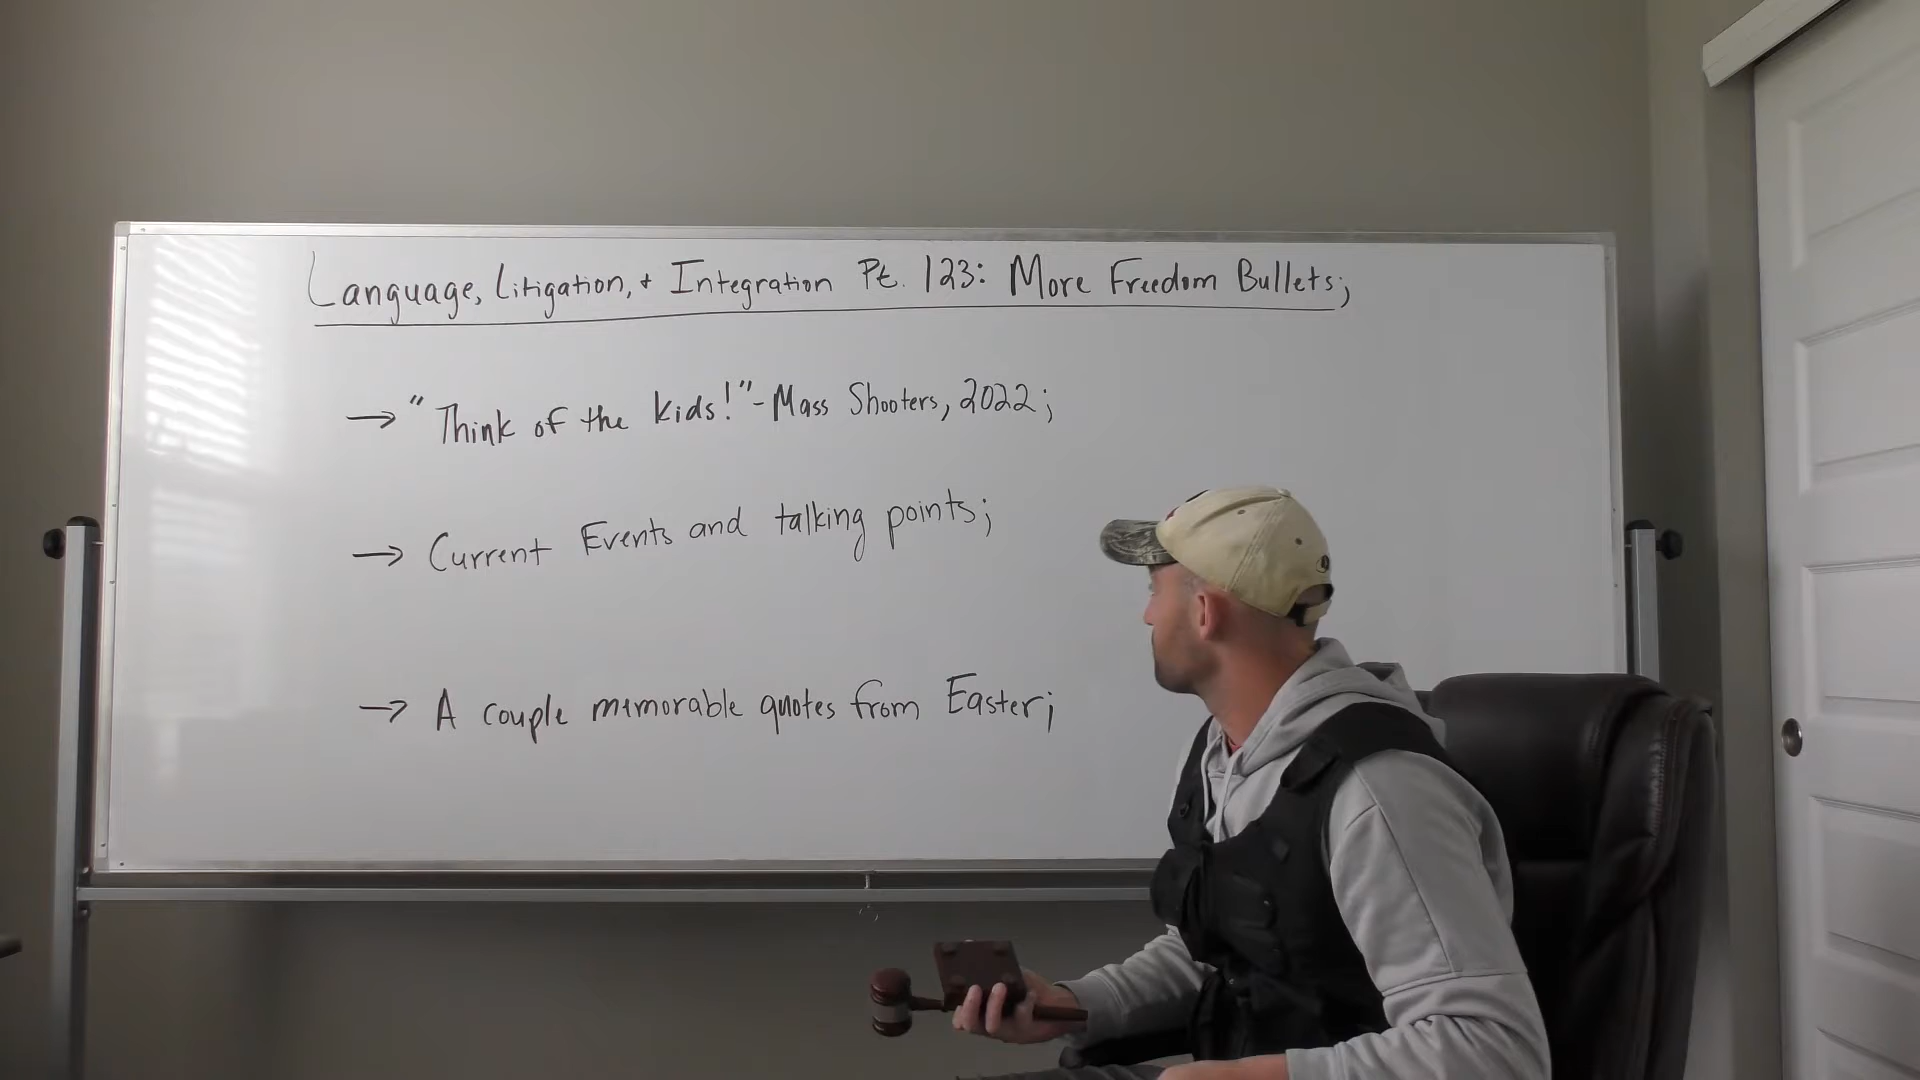 Language, Litigation, + Integration Pt. 123: More Freedom Bullets;
→ "Think of the kids!" - Mass Shooters, 2022;
→ Current Events and talking points;
→ A couple memorable quotes from Easter;